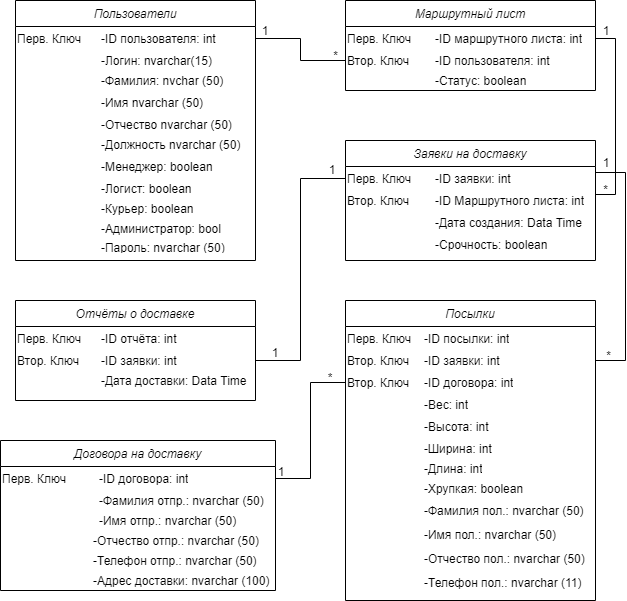 Пользователи
Перв. Ключ -ID пользователя: int
-Логин: nvarchar(15)
-Фамилия: nvchar (50)
-Имя nvarchar (50)
-Отчество nvarchar (50)
-Должность nvarchar (50)
-Менеджер: boolean
-Логист: boolean
-Курьер: boolean
-Администратор: bool
-Пароль: nvarchar (50)
1
*
Маршрутный лист
Перв. Ключ -ID маршрутного листа: int
Втор. Ключ -ID пользователя: int
-Статус: boolean
1
*
Заявки на доставку
Перв. Ключ -ID заявки: int
Втор. Ключ -ID Маршрутного листа: int
-Дата создания: Data Time
-Срочность: boolean
1
1
Отчёты о доставке
Перв. Ключ -ID отчёта: int
Втор. Ключ -ID заявки: int
-Дата доставки: Data Time
1
*
Посылки
Перв. Ключ -ID посылки: int
Втор. Ключ -ID заявки: int
Втор. Ключ -ID договора: int
-Вес: int
-Высота: int
-Ширина: int
-Длина: int
-Хрупкая: boolean
-Фамилия пол.: nvarchar (50)
-Имя пол.: nvarchar (50)
-Отчество пол.: nvarchar (50)
-Телефон пол.: nvarchar (11)
*
1
Договора на доставку
Перв. Ключ -ID договора: int
-Фамилия отпр.: nvarchar (50)
-Имя отпр.: nvarchar (50)
-Отчество отпр.: nvarchar (50)
-Телефон отпр.: nvarchar (50)
-Адрес доставки: nvarchar (100)